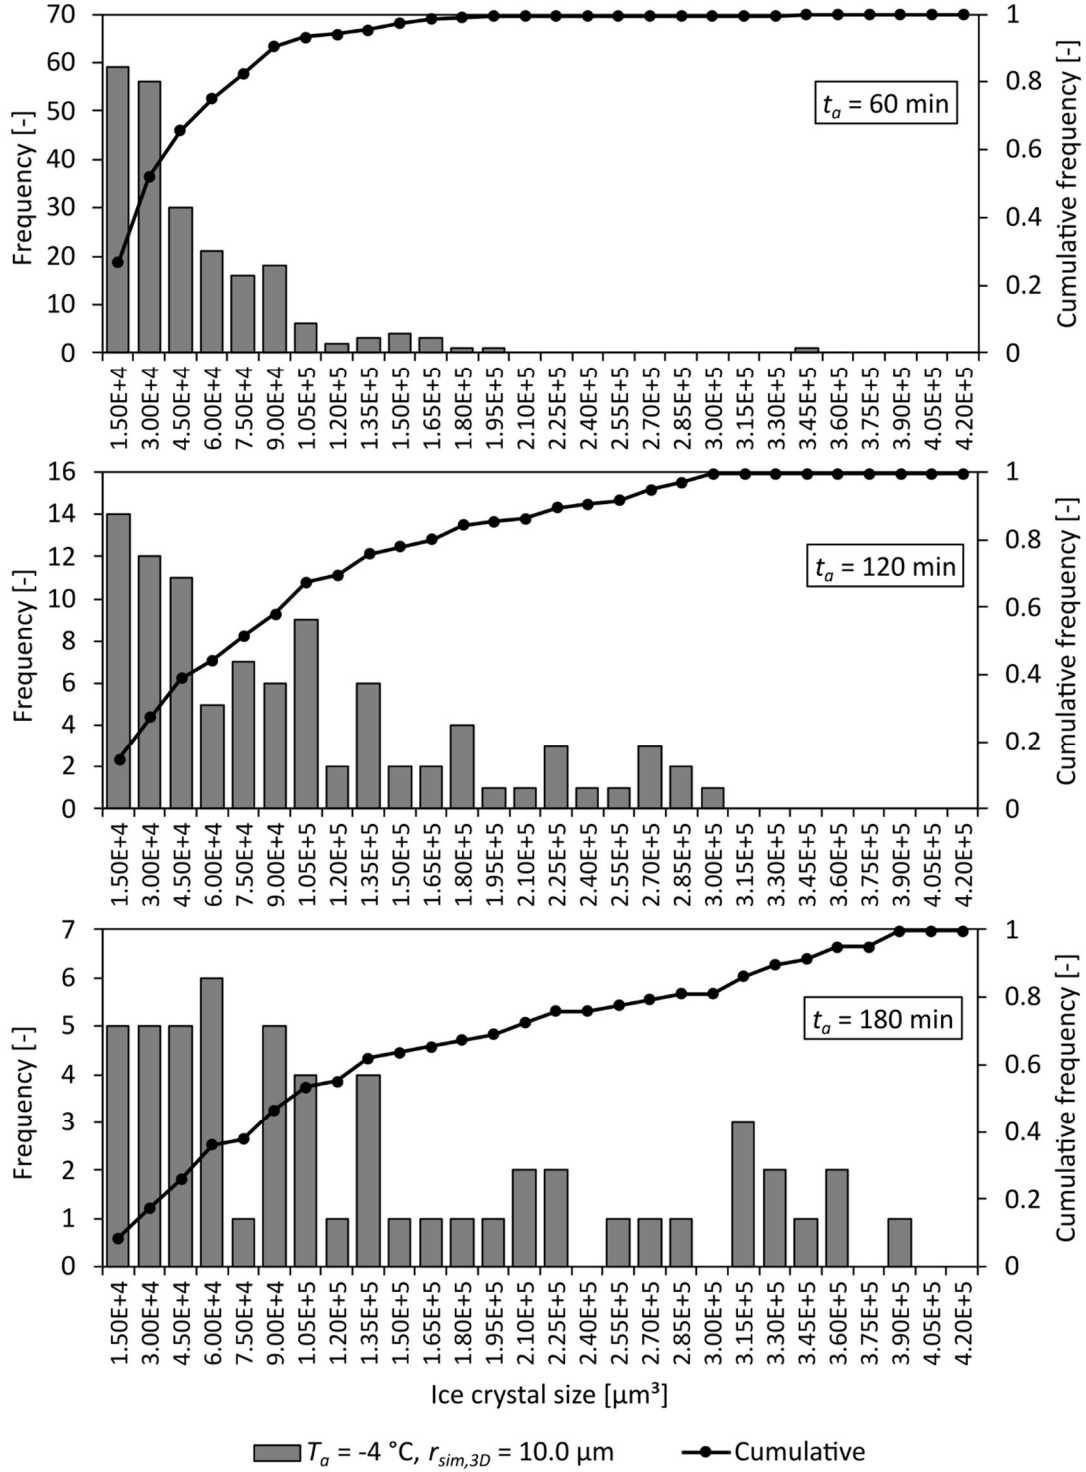 70
60
50
40
30
20
10
0
Frequency [-]
1
0.8
0.6
0.4
0.2
0
Cumulative frequency [-]
tₐ = 60 min
1.50E+4
3.00E+4
4.50E+4
6.00E+4
7.50E+4
9.00E+4
1.05E+5
1.20E+5
1.35E+5
1.50E+5
1.65E+5
1.80E+5
1.95E+5
2.10E+5
2.25E+5
2.40E+5
2.55E+5
2.70E+5
2.85E+5
3.00E+5
3.15E+5
3.30E+5
3.45E+5
3.60E+5
3.75E+5
3.90E+5
4.05E+5
4.20E+5
16
14
12
10
8
6
4
2
0
Frequency [-]
1
0.8
0.6
0.4
0.2
0
Cumulative frequency [-]
tₐ = 120 min
1.50E+4
3.00E+4
4.50E+4
6.00E+4
7.50E+4
9.00E+4
1.05E+5
1.20E+5
1.35E+5
1.50E+5
1.65E+5
1.80E+5
1.95E+5
2.10E+5
2.25E+5
2.40E+5
2.55E+5
2.70E+5
2.85E+5
3.00E+5
3.15E+5
3.30E+5
3.45E+5
3.60E+5
3.75E+5
3.90E+5
4.05E+5
4.20E+5
7
6
5
4
3
2
1
0
Frequency [-]
1
0.8
0.6
0.4
0.2
0
Cumulative frequency [-]
tₐ = 180 min
1.50E+4
3.00E+4
4.50E+4
6.00E+4
7.50E+4
9.00E+4
1.05E+5
1.20E+5
1.35E+5
1.50E+5
1.65E+5
1.80E+5
1.95E+5
2.10E+5
2.25E+5
2.40E+5
2.55E+5
2.70E+5
2.85E+5
3.00E+5
3.15E+5
3.30E+5
3.45E+5
3.60E+5
3.75E+5
3.90E+5
4.05E+5
4.20E+5
Ice crystal size [µm³]
Tₐ = -4 °C, r_sim,3D = 10.0 µm
Cumulative